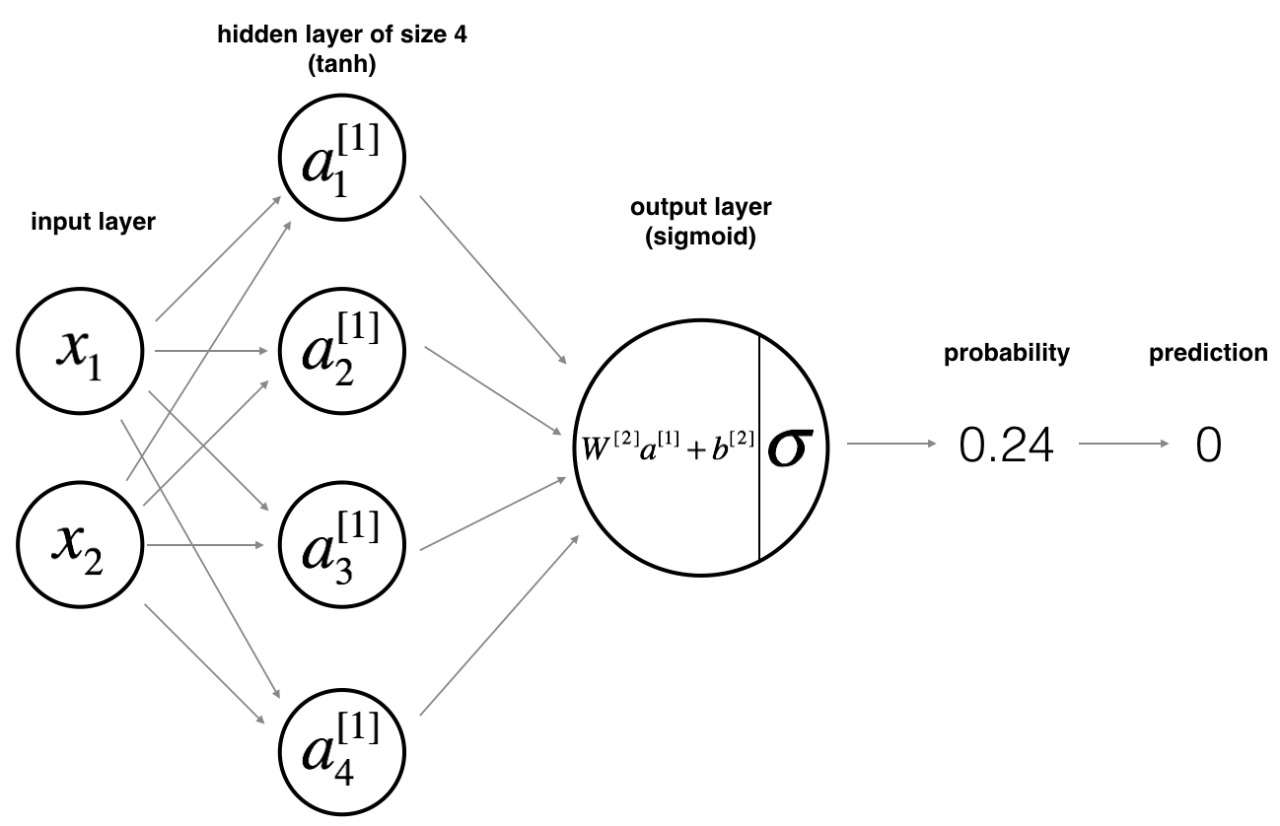 hidden layer of size 4
(tanh)
a₁^[1]
input layer
output layer
(sigmoid)
x₁
a₂^[1]
probability
prediction
W^[2]a^[1] + b^[2]
σ
0.24
0
x₂
a₃^[1]
a₄^[1]